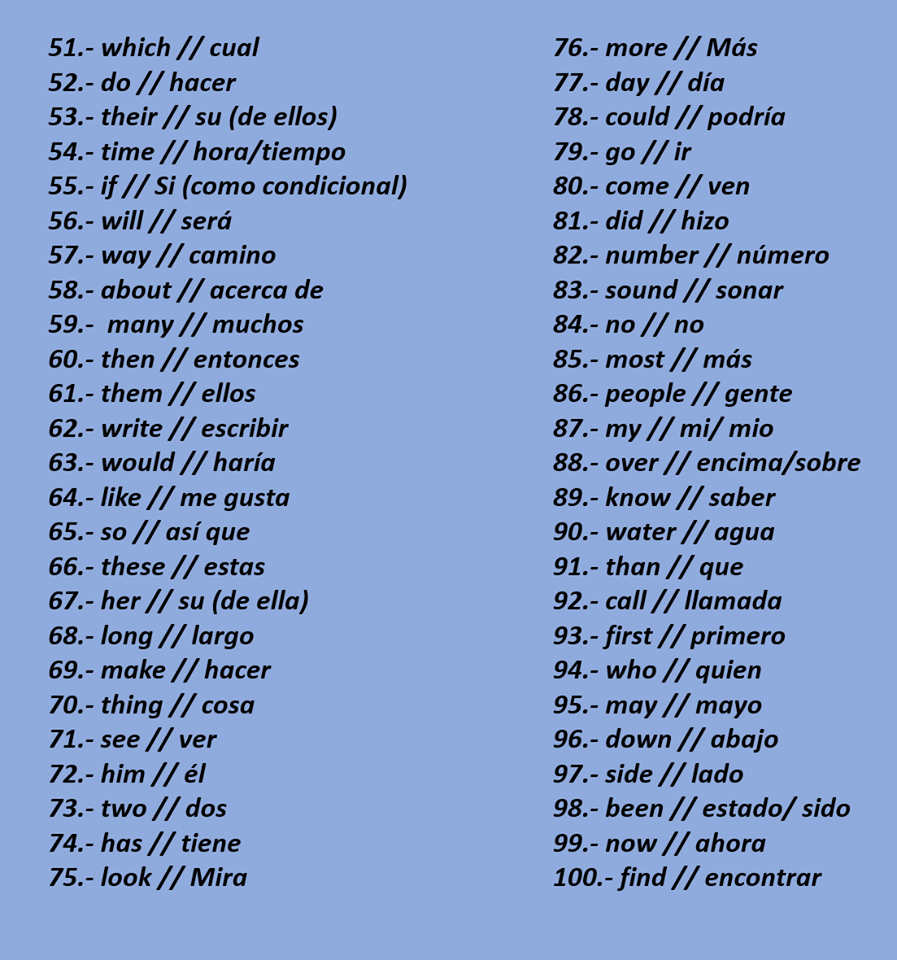 51.- which // cual
52.- do // hacer
53.- their // su (de ellos)
54.- time // hora/tiempo
55.- if // Si (como condicional)
56.- will // será
57.- way // camino
58.- about // acerca de
59.- many // muchos
60.- then // entonces
61.- them // ellos
62.- write // escribir
63.- would // haría
64.- like // me gusta
65.- so // así que
66.- these // estas
67.- her // su (de ella)
68.- long // largo
69.- make // hacer
70.- thing // cosa
71.- see // ver
72.- him // él
73.- two // dos
74.- has // tiene
75.- look // Mira
76.- more // Más
77.- day // día
78.- could // podría
79.- go // ir
80.- come // ven
81.- did // hizo
82.- number // número
83.- sound // sonar
84.- no // no
85.- most // más
86.- people // gente
87.- my // mi/ mio
88.- over // encima/sobre
89.- know // saber
90.- water // agua
91.- than // que
92.- call // llamada
93.- first // primero
94.- who // quien
95.- may // mayo
96.- down // abajo
97.- side // lado
98.- been // estado/ sido
99.- now // ahora
100.- find // encontrar